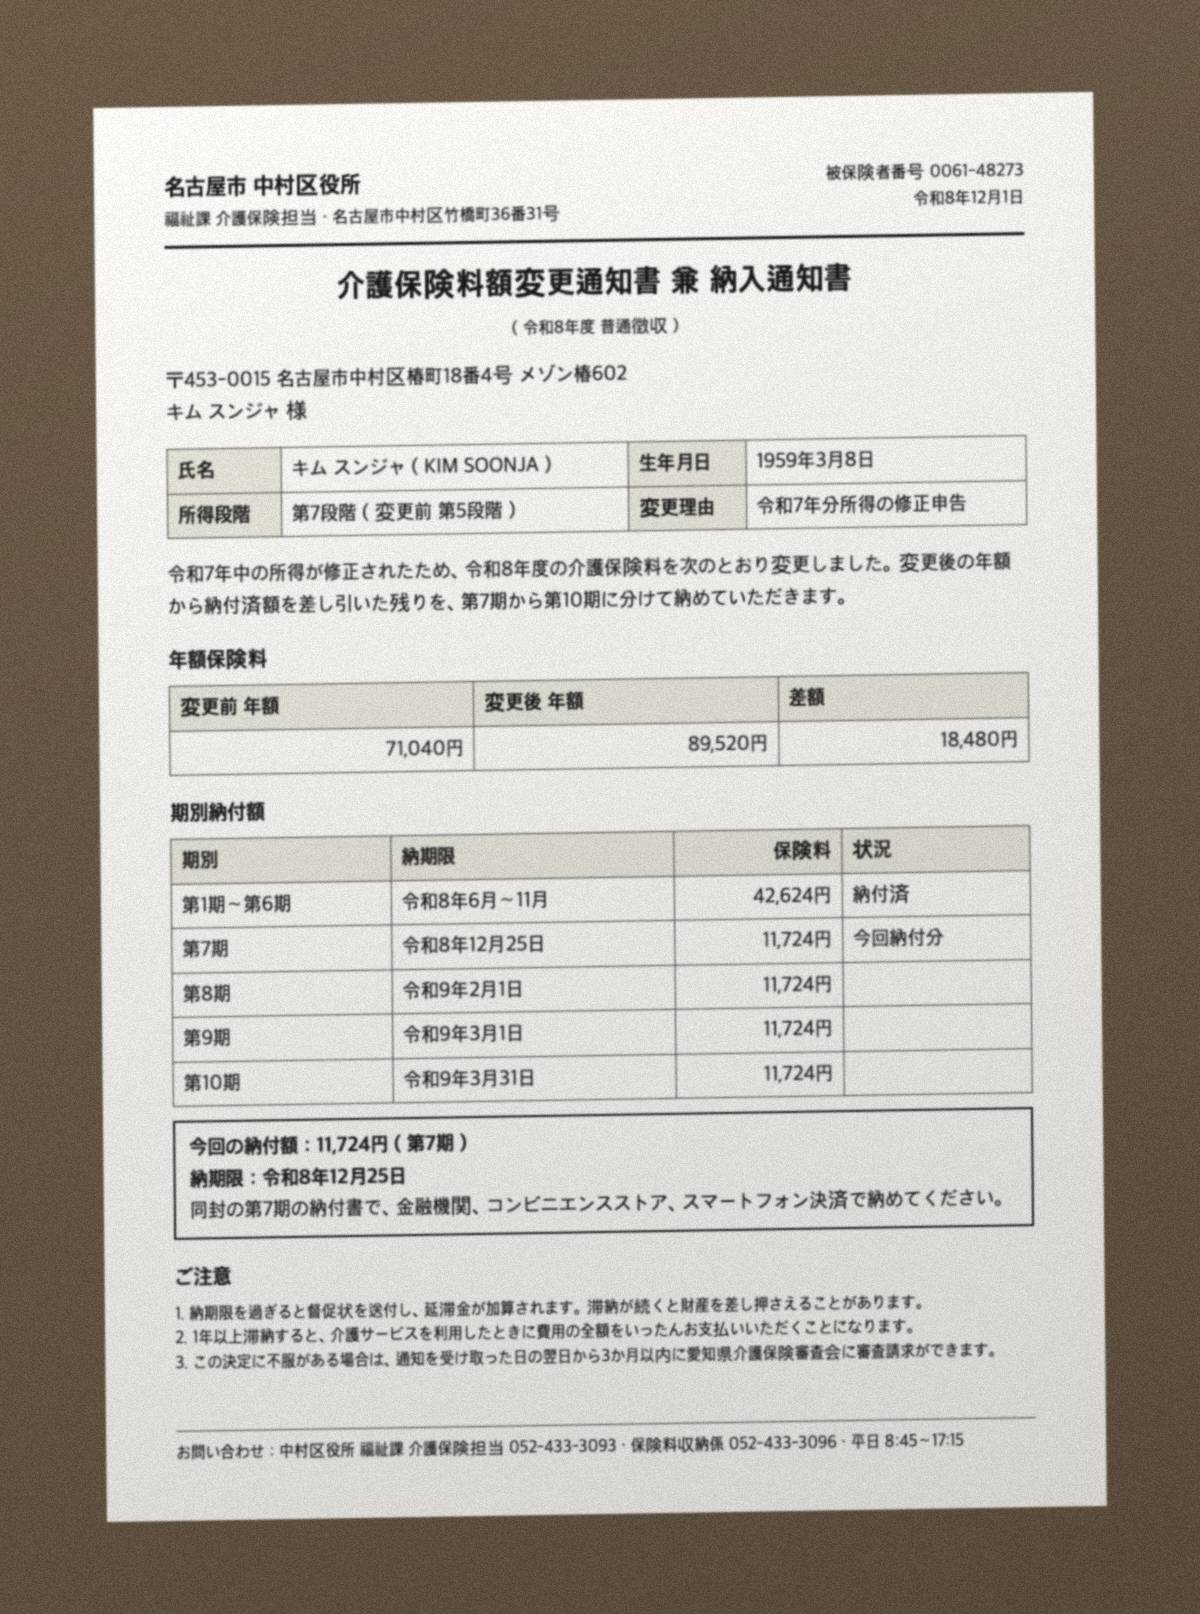 名古屋市 中村区役所
福祉課 介護保険担当 · 名古屋市中村区竹橋町36番31号
被保険者番号 0061-48273
令和8年12月1日
介護保険料額変更通知書 兼 納入通知書
( 令和8年度 普通徴収 )
〒453-0015 名古屋市中村区椿町18番4号 メゾン椿602
キム スンジャ 様
氏名 キム スンジャ ( KIM SOONJA ) 生年月日 1959年3月8日
所得段階 第7段階 ( 変更前 第5段階 ) 変更理由 令和7年分所得の修正申告
令和7年中の所得が修正されたため、令和8年度の介護保険料を次のとおり変更しました。変更後の年額
から納付済額を差し引いた残りを、第7期から第10期に分けて納めていただきます。
年額保険料
変更前 年額 変更後 年額 差額
71,040円 89,520円 18,480円
期別納付額
期別 納期限 保険料 状況
第1期~第6期 令和8年6月~11月 42,624円 納付済
第7期 令和8年12月25日 11,724円 今回納付分
第8期 令和9年2月1日 11,724円
第9期 令和9年3月1日 11,724円
第10期 令和9年3月31日 11,724円
今回の納付額：11,724円 ( 第7期 )
納期限：令和8年12月25日
同封の第7期の納付書で、金融機関、コンビニエンスストア、スマートフォン決済で納めてください。
ご注意
1. 納期限を過ぎると督促状を送付し、延滞金が加算されます。滞納が続くと財産を差し押さえることがあります。
2. 1年以上滞納すると、介護サービスを利用したときに費用の全額をいったんお支払いいただくことになります。
3. この決定に不服がある場合は、通知を受け取った日の翌日から3か月以内に愛知県介護保険審査会に審査請求ができます。
お問い合わせ：中村区役所 福祉課 介護保険担当 052-433-3093 · 保険料収納係 052-433-3096 · 平日 8:45~17:15